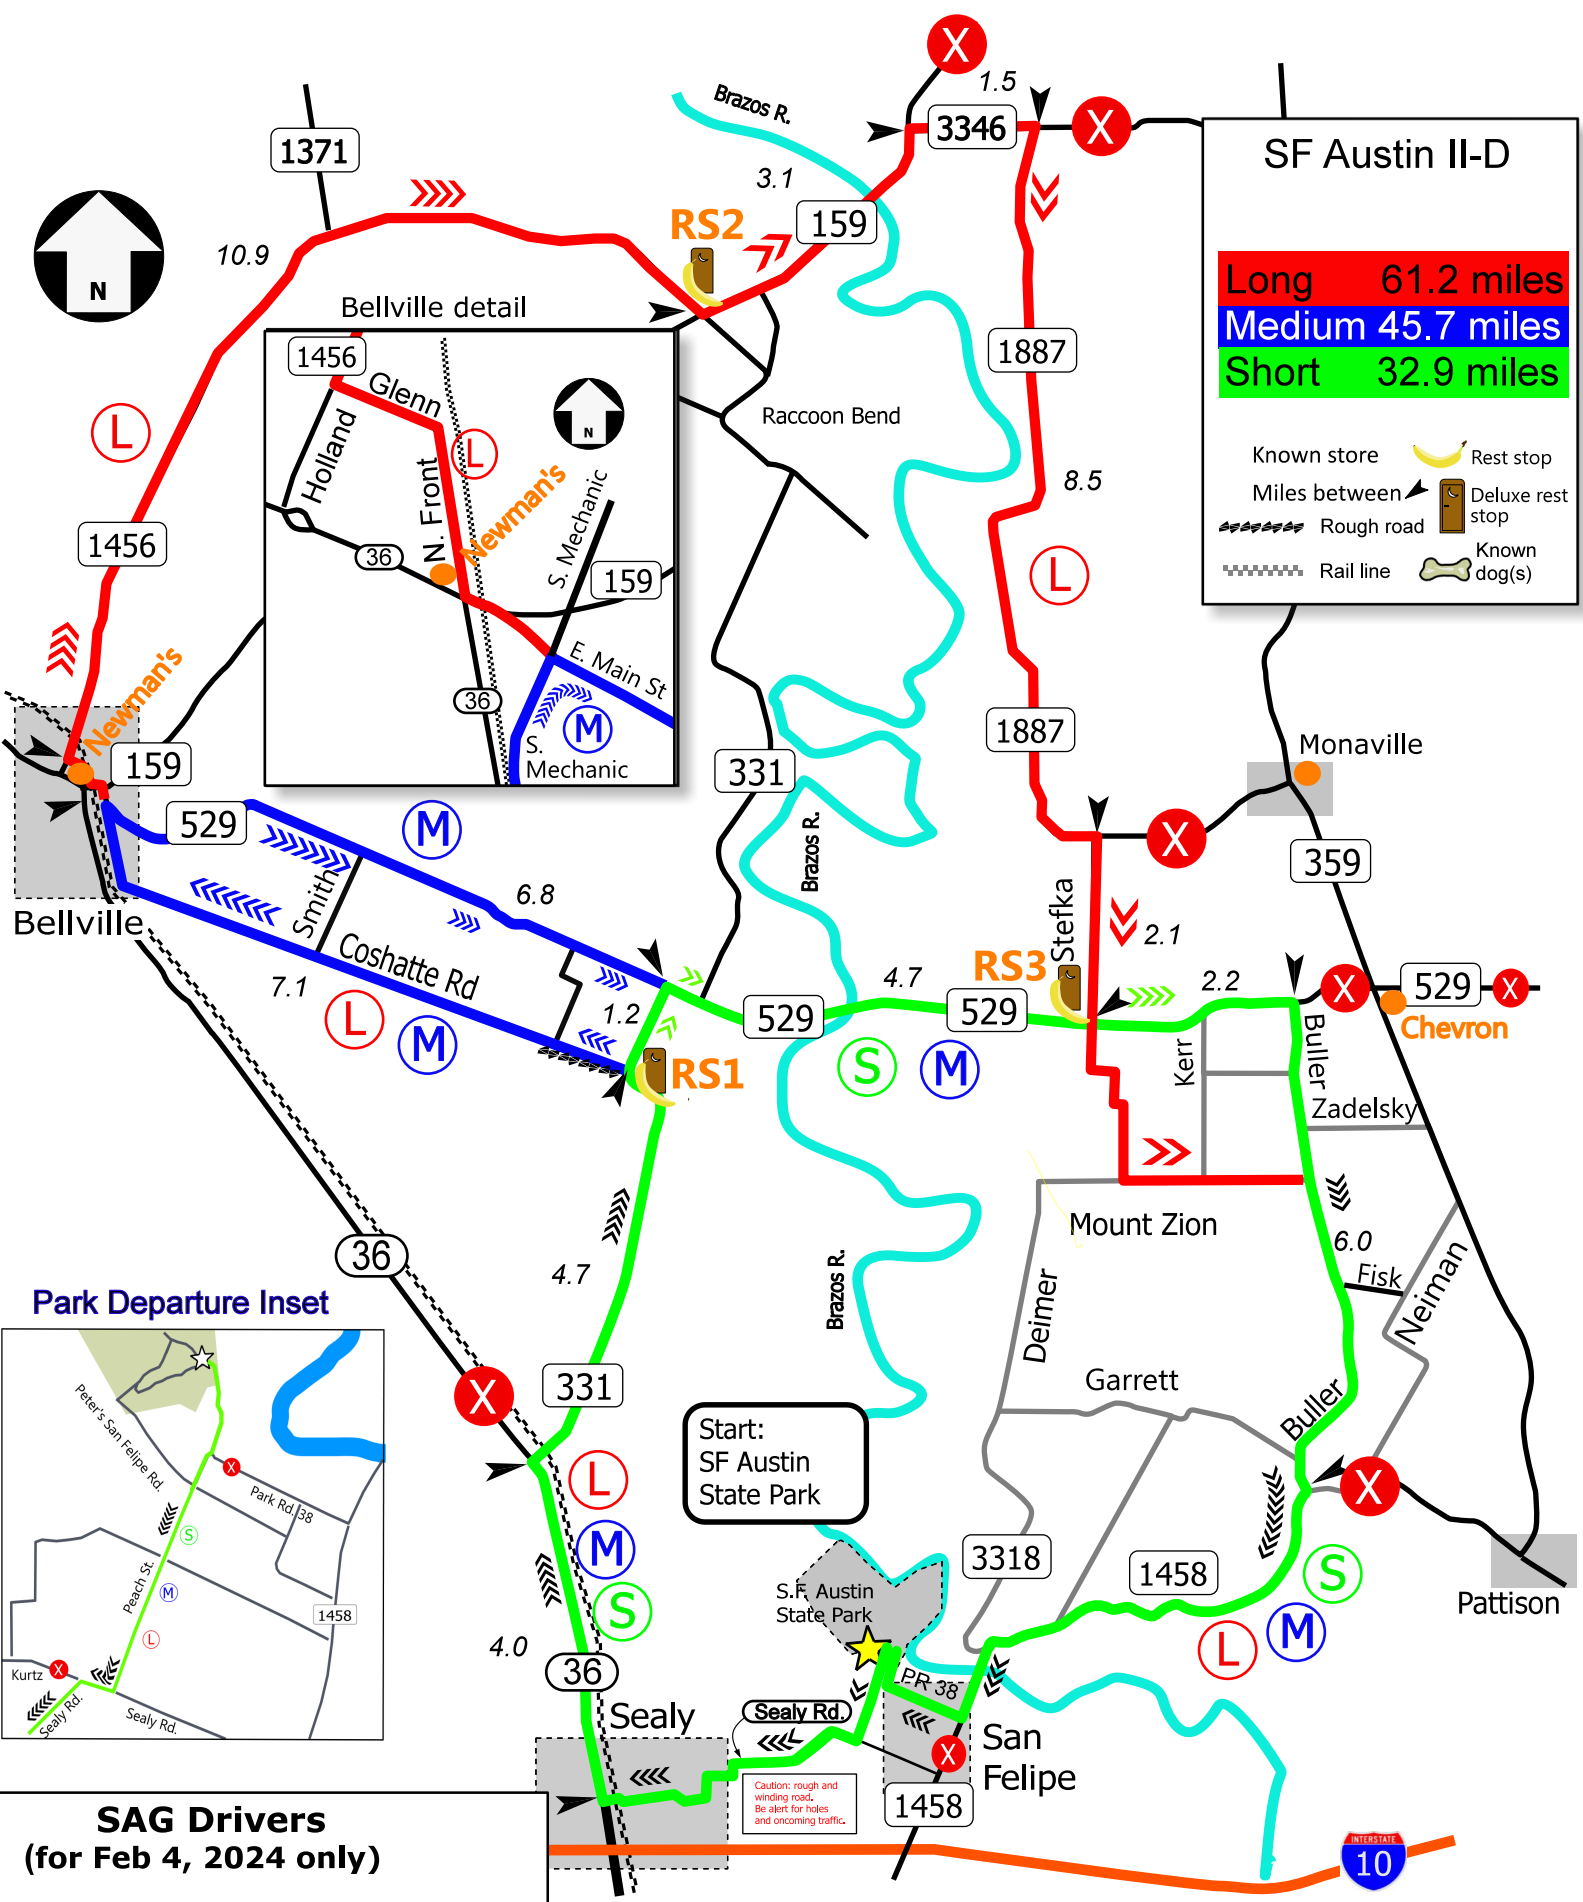 X
1.5
Brazos R.
3346
X
1371
3.1
SF Austin II-D
RS2
159
10.9
N
Long 61.2 miles
Medium 45.7 miles
Short 32.9 miles
Bellville detail
1456
Glenn
1887
L
Holland
N
Raccoon Bend
L
N. Front
Newman's
S. Mechanic
8.5
Known store
Rest stop
Miles between
Deluxe rest
stop
Rough road
Known
dog(s)
Rail line
1456
36
159
L
E. Main St
36
M
S.
Mechanic
Newman's
159
1887
Monaville
331
529
M
Brazos R.
X
359
Smith
6.8
Stefka
Bellville
Coshatte Rd
2.1
7.1
RS3
4.7
2.2
X
529
X
L
M
1.2
529
529
Chevron
S
M
RS1
Kerr
Buller
Zadelsky
Mount Zion
36
4.7
Brazos R.
6.0
Fisk
Neiman
Deimer
Park Departure Inset
Peter's San Felipe Rd.
X
Park Rd. 38
S
Peach St.
M
1458
L
Kurtz
X
Sealy Rd.
Sealy Rd.
X
331
Garrett
Buller
Start:
SF Austin
State Park
L
M
S
X
3318
1458
S
M
L
Pattison
S.F. Austin
State Park
4.0
36
PR 38
Sealy
Sealy Rd.
San
Felipe
X
Caution: rough and
winding road.
Be alert for holes
and oncoming traffic.
1458
SAG Drivers
(for Feb 4, 2024 only)
INTERSTATE
10